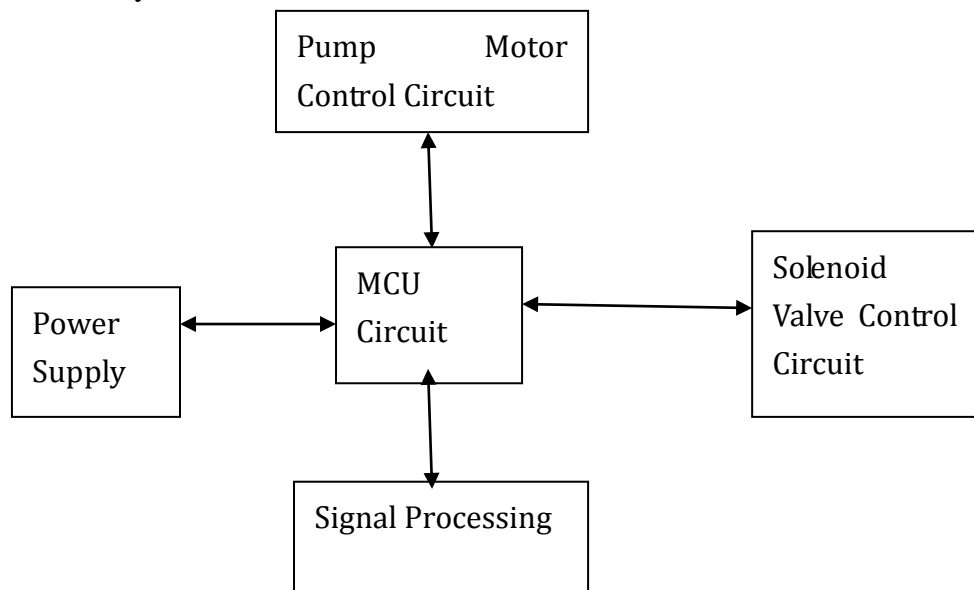 Pump Motor
Control Circuit
MCU
Circuit
Solenoid
Valve Control
Circuit
Power
Supply
Signal Processing